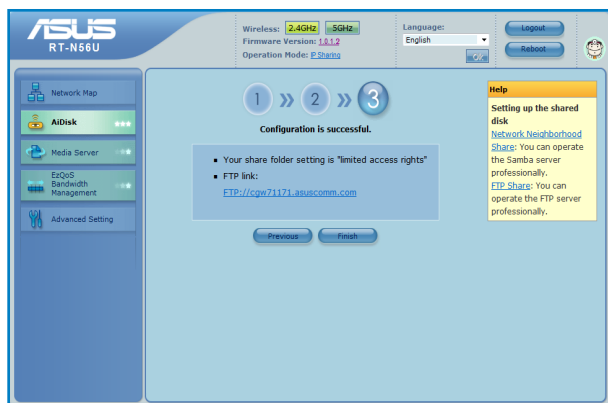 ASUS
RT-N56U
Wireless: 2.4GHz 5GHz
Firmware Version: 1.0.1.2
Operation Mode: IP Sharing
Language:
English
OK
Logout
Reboot
Network Map
AiDisk
Media Server
EzQoS
Bandwidth
Management
Advanced Setting
1 » 2 » 3
Configuration is successful.
▪ Your share folder setting is "limited access rights"
▪ FTP link:
FTP://cgw71171.asuscomm.com
Previous
Finish
Help
Setting up the shared
disk
Network Neighborhood
Share: You can operate
the Samba server
professionally.
FTP Share: You can
operate the FTP server
professionally.